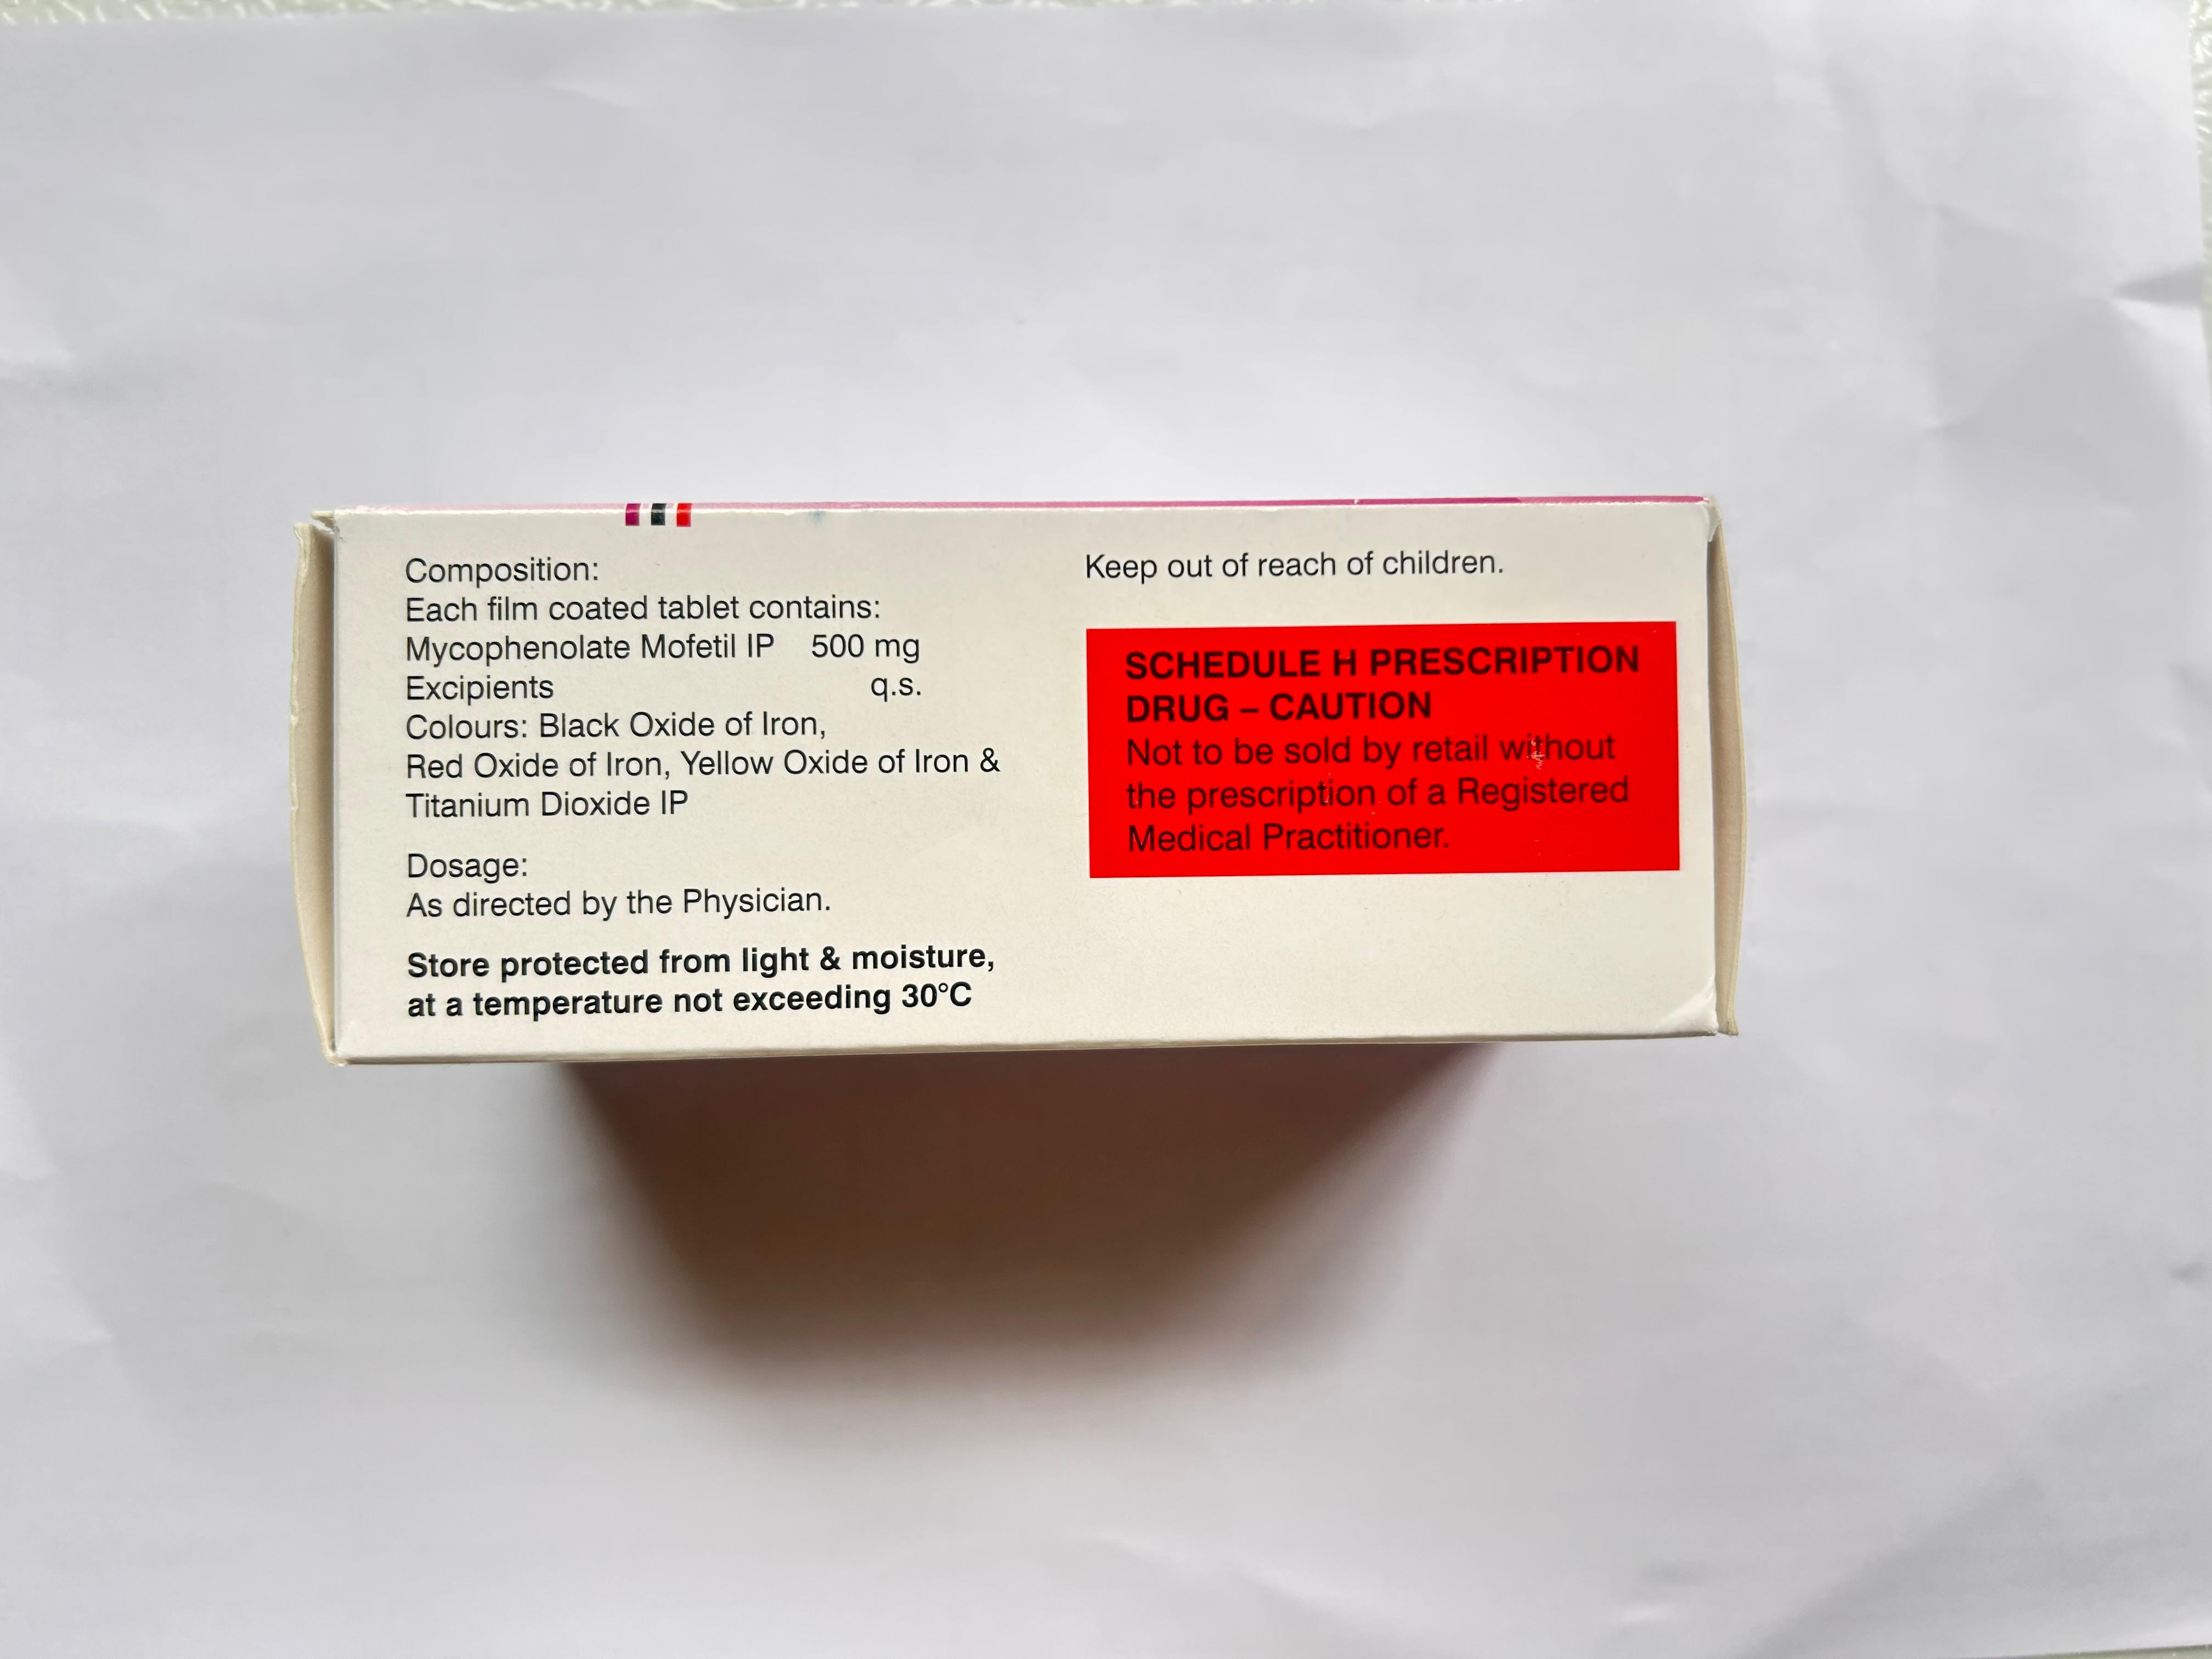 Composition:
Each film coated tablet contains:
Mycophenolate Mofetil IP 500 mg
Excipients q.s.
Colours: Black Oxide of Iron,
Red Oxide of Iron, Yellow Oxide of Iron &
Titanium Dioxide IP
Dosage:
As directed by the Physician.
Store protected from light & moisture,
at a temperature not exceeding 30°C
Keep out of reach of children.
SCHEDULE H PRESCRIPTION
DRUG – CAUTION
Not to be sold by retail without
the prescription of a Registered
Medical Practitioner.